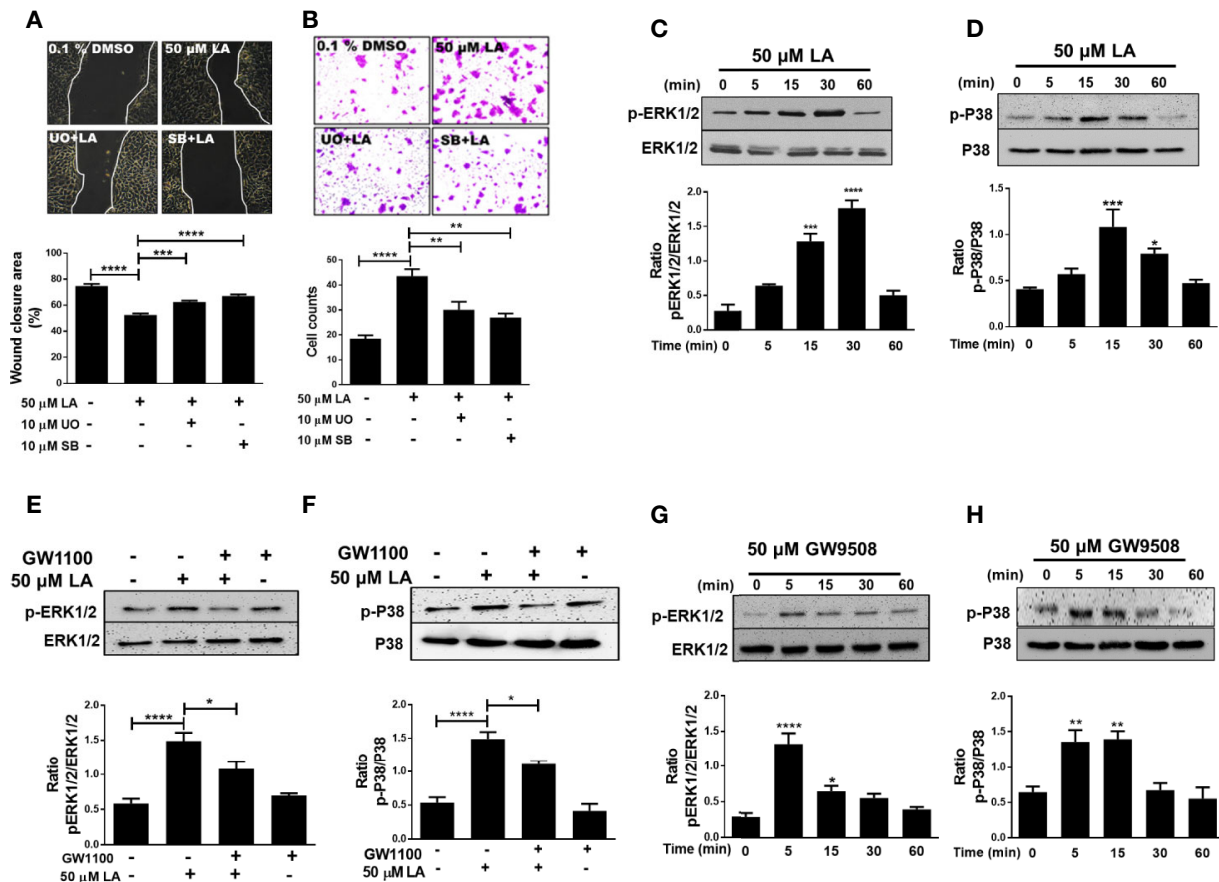 A
0.1 % DMSO
50 µM LA
UO+LA
SB+LA
****
***
****
Wound closure area
(%)
100
80
60
40
20
0
50 µM LA - + + +
10 µM UO - - + -
10 µM SB - - - +
B
0.1 % DMSO
50 µM LA
UO+LA
SB+LA
**
**
****
Cell counts
50
40
30
20
10
0
50 µM LA - + + +
10 µM UO - - + -
10 µM SB - - - +
C
50 µM LA
(min) 0 5 15 30 60
p-ERK1/2
ERK1/2
Ratio
pERK1/2/ERK1/2
2.0
1.5
1.0
0.5
0.0
***
****
Time (min) 0 5 15 30 60
D
50 µM LA
(min) 0 5 15 30 60
p-P38
P38
Ratio
p-P38/P38
1.5
1.0
0.5
0.0
***
*
Time (min) 0 5 15 30 60
E
GW1100 - - + +
50 µM LA - + + -
p-ERK1/2
ERK1/2
Ratio
pERK1/2/ERK1/2
2.0
1.5
1.0
0.5
0.0
****
*
GW1100 - - + +
50 µM LA - + + -
F
GW1100 - - + +
50 µM LA - + + -
p-P38
P38
Ratio
p-P38/P38
2.0
1.5
1.0
0.5
0.0
****
*
GW1100 - - + +
50 µM LA - + + -
G
50 µM GW9508
(min) 0 5 15 30 60
p-ERK1/2
ERK1/2
Ratio
pERK1/2/ERK1/2
2.0
1.5
1.0
0.5
0.0
****
*
Time (min) 0 5 15 30 60
H
50 µM GW9508
(min) 0 5 15 30 60
p-P38
P38
Ratio
p-P38/P38
2.0
1.5
1.0
0.5
0.0
**
**
Time (min) 0 5 15 30 60